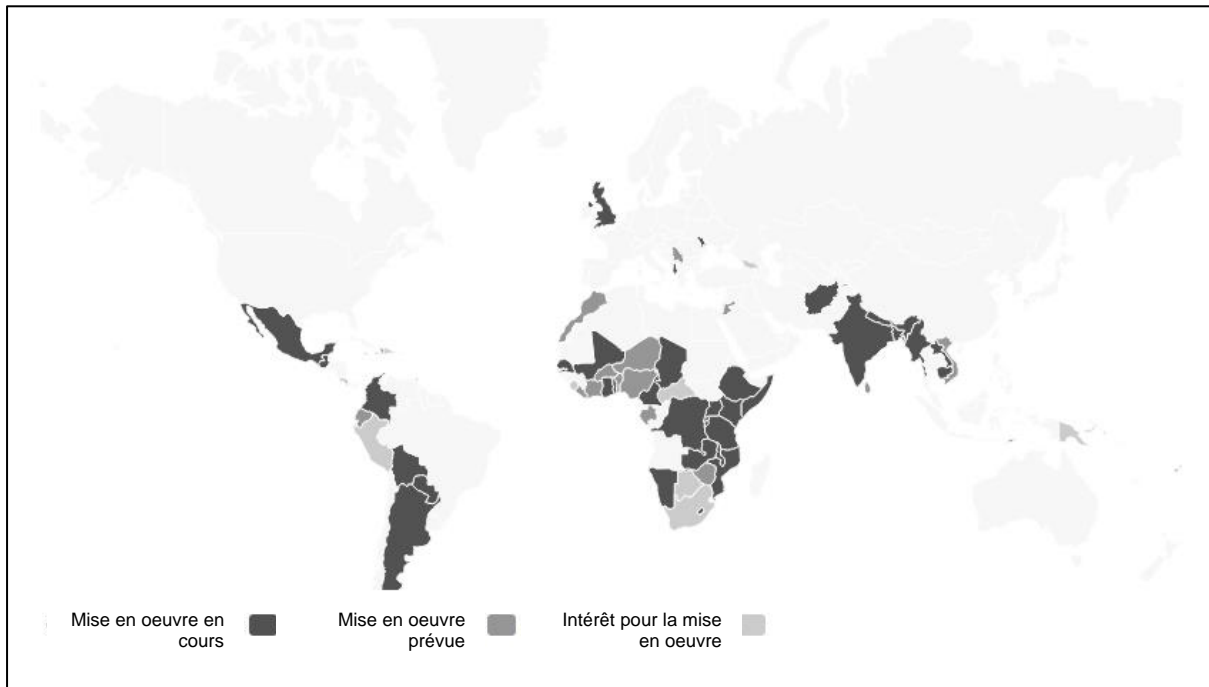 Mise en oeuvre en
cours
Mise en oeuvre
prévue
Intérêt pour la mise
en oeuvre